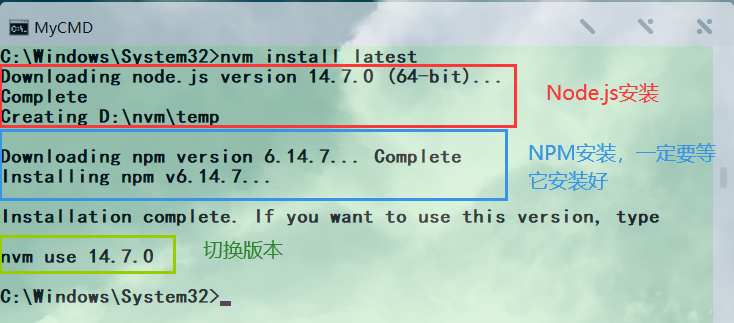 MyCMD
C:\Windows\System32>nvm install latest
Downloading node.js version 14.7.0 (64-bit)...
Complete
Creating D:\nvm\temp
Node.js安装
Downloading npm version 6.14.7... Complete
Installing npm v6.14.7...
NPM安装，一定要等
它安装好
Installation complete. If you want to use this version, type
nvm use 14.7.0
切换版本
C:\Windows\System32>